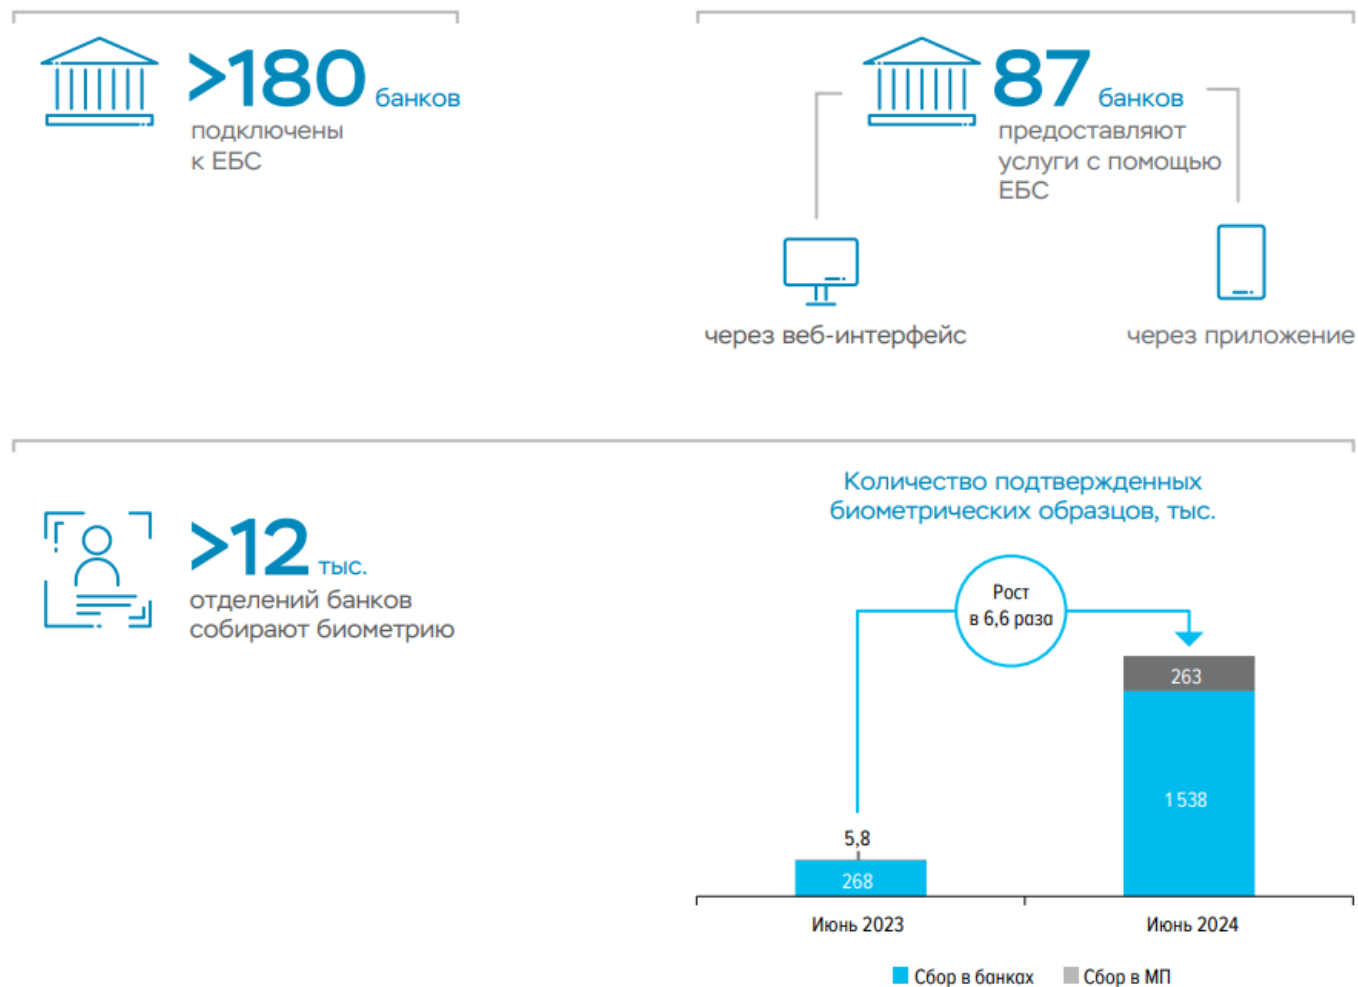 >180 банков
подключены
к ЕБС
87 банков
предоставляют
услуги с помощью
ЕБС
через веб-интерфейс
через приложение
>12 тыс.
отделений банков
собирают биометрию
Количество подтвержденных
биометрических образцов, тыс.
Рост
в 6,6 раза
263
1 538
5,8
268
Июнь 2023
Июнь 2024
Сбор в банках
Сбор в МП